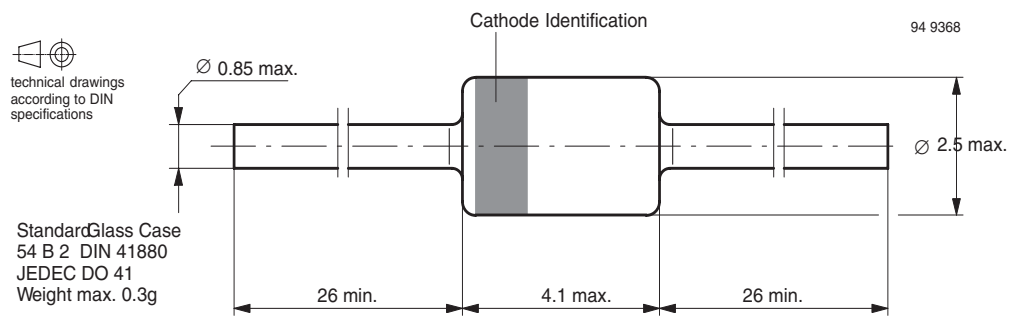 Cathode Identification
94 9368
technical drawings
according to DIN
specifications
∅ 0.85 max.
∅ 2.5 max.
StandardGlass Case
54 B 2 DIN 41880
JEDEC DO 41
Weight max. 0.3g
26 min.
4.1 max.
26 min.